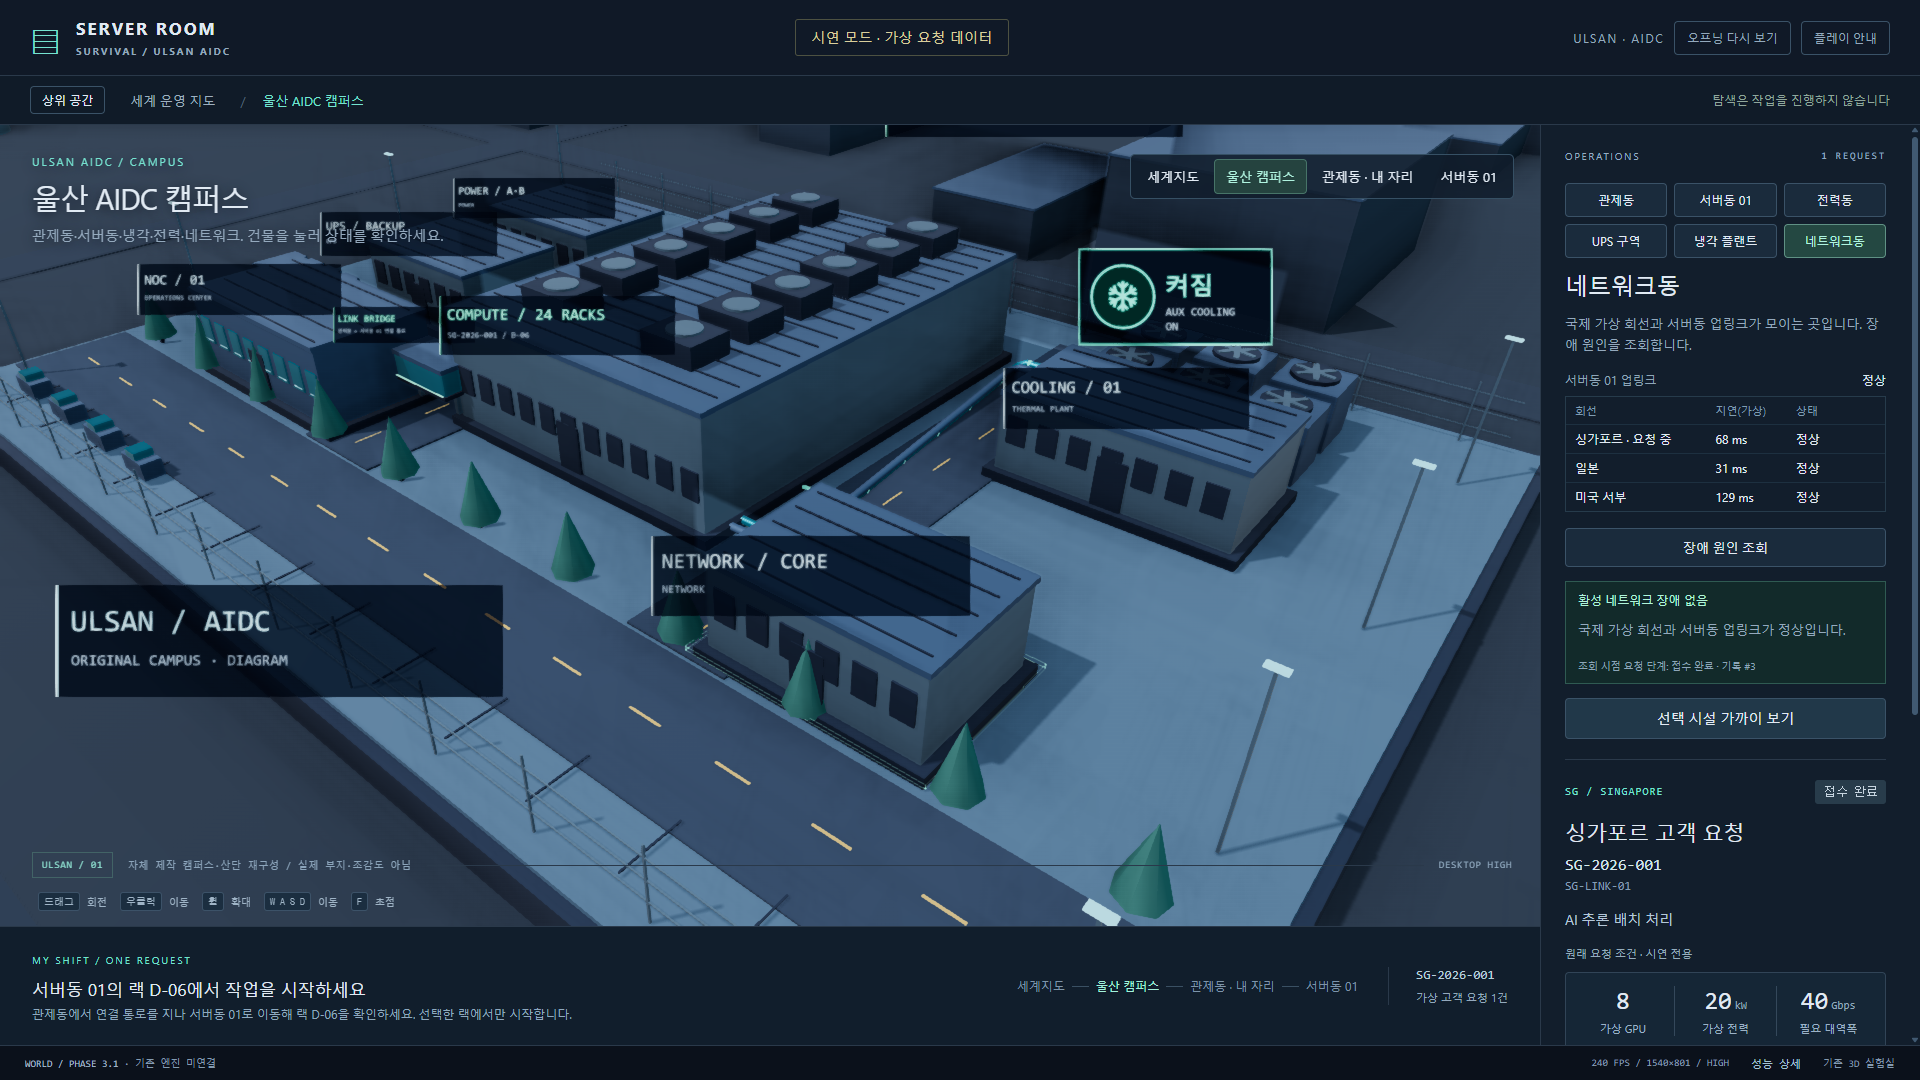 SERVER ROOM
SURVIVAL / ULSAN AIDC
시연 모드 · 가상 요청 데이터
ULSAN · AIDC
오프닝 다시 보기
플레이 안내
상위 공간
세계 운영 지도 / 울산 AIDC 캠퍼스
탐색은 작업을 진행하지 않습니다
ULSAN AIDC / CAMPUS
울산 AIDC 캠퍼스
관제동·서버동·냉각·전력·네트워크. 건물을 눌러 상태를 확인하세요.
세계지도
울산 캠퍼스
관제동 · 내 자리
서버동 01
POWER / A·B
POWER
UPS / BACKUP
NOC / 01
OPERATIONS CENTER
LINK BRIDGE
COMPUTE / 24 RACKS
SG-2026-001 / D-06
켜짐
AUX COOLING
ON
COOLING / 01
THERMAL PLANT
NETWORK / CORE
NETWORK
ULSAN / AIDC
ORIGINAL CAMPUS · DIAGRAM
ULSAN / 01
자체 제작 캠퍼스·산단 재구성 / 실제 부지·조감도 아님
DESKTOP HIGH
드래그 회전 우클릭 이동 휠 확대 W A S D 이동 F 초점
OPERATIONS
1 REQUEST
관제동
서버동 01
전력동
UPS 구역
냉각 플랜트
네트워크동
네트워크동
국제 가상 회선과 서버동 업링크가 모이는 곳입니다. 장
애 원인을 조회합니다.
서버동 01 업링크 정상
회선 지연(가상) 상태
싱가포르 · 요청 중 68 ms 정상
일본 31 ms 정상
미국 서부 129 ms 정상
장애 원인 조회
활성 네트워크 장애 없음
국제 가상 회선과 서버동 업링크가 정상입니다.
조회 시점 요청 단계: 접수 완료 · 기록 #3
선택 시설 가까이 보기
SG / SINGAPORE
접수 완료
싱가포르 고객 요청
SG-2026-001
SG-LINK-01
AI 추론 배치 처리
원래 요청 조건 · 시연 전용
8
가상 GPU
20 kW
가상 전력
40 Gbps
필요 대역폭
MY SHIFT / ONE REQUEST
서버동 01의 랙 D-06에서 작업을 시작하세요
관제동에서 연결 통로를 지나 서버동 01로 이동해 랙 D-06을 확인하세요. 선택한 랙에서만 시작합니다.
세계지도 — 울산 캠퍼스 — 관제동 · 내 자리 — 서버동 01
SG-2026-001
가상 고객 요청 1건
WORLD / PHASE 3.1 · 기존 엔진 미연결
240 FPS / 1540×801 / HIGH
성능 상세
기존 3D 실험실